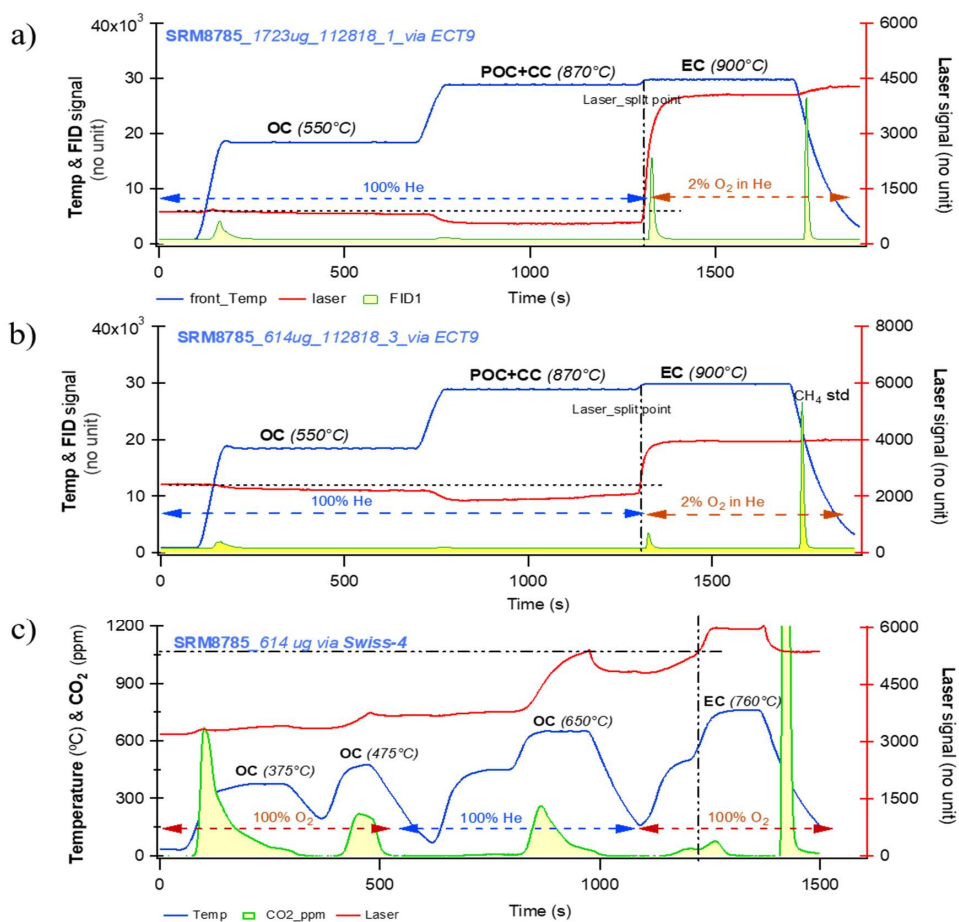 a)
SRM8785_1723ug_112818_1_via ECT9
40x10³
30
20
10
0
Temp & FID signal
(no unit)
6000
4500
3000
1500
0
Laser signal (no unit)
OC (550°C)
POC+CC (870°C)
EC (900°C)
Laser_split point
100% He
2% O₂ in He
0
500
1000
1500
Time (s)
front_Temp
laser
FID1
b)
SRM8785_614ug_112818_3_via ECT9
40x10³
30
20
10
0
Temp & FID signal
(no unit)
8000
6000
4000
2000
0
Laser signal (no unit)
OC (550°C)
POC+CC (870°C)
EC (900°C)
Laser_split point
CH₄ std
100% He
2% O₂ in He
0
500
1000
1500
Time (s)
c)
SRM8785_614 ug via Swiss-4
1200
900
600
300
0
Temperature (ºC) & CO₂ (ppm)
6000
4500
3000
1500
0
Laser signal (no unit)
OC (375°C)
OC (475°C)
OC (650°C)
EC (760°C)
100% O₂
100% He
100% O₂
0
500
1000
1500
Time (s)
Temp
CO2_ppm
Laser